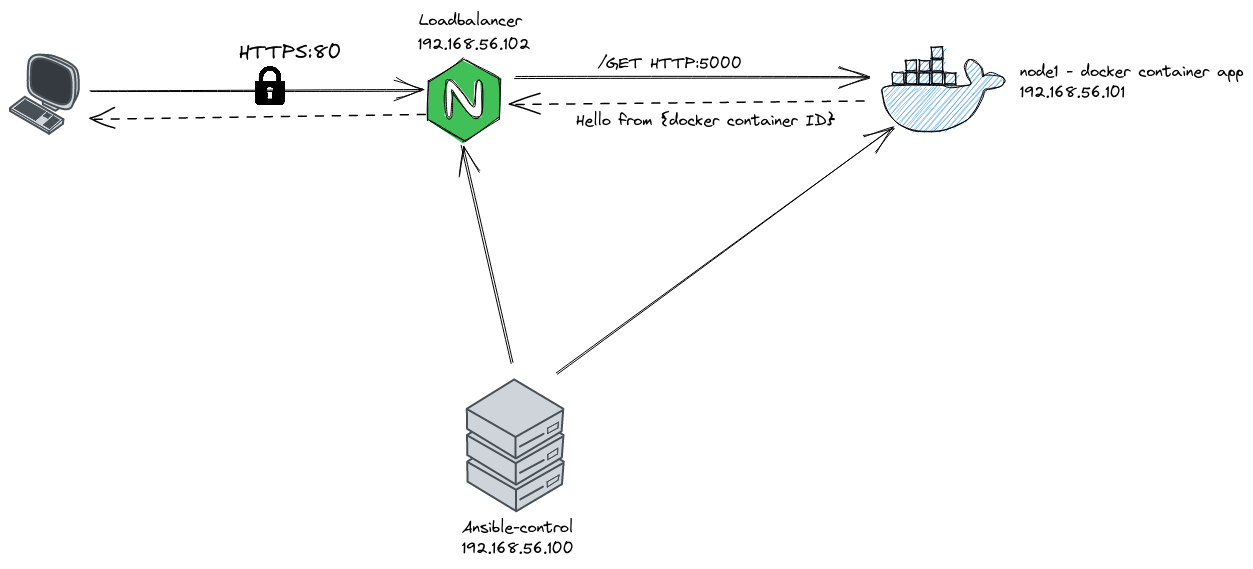 Loadbalancer
192.168.56.102
HTTPS:80
/GET HTTP:5000
node1 - docker container app
192.168.56.101
N
Hello from {docker container ID}
Ansible-control
192.168.56.100